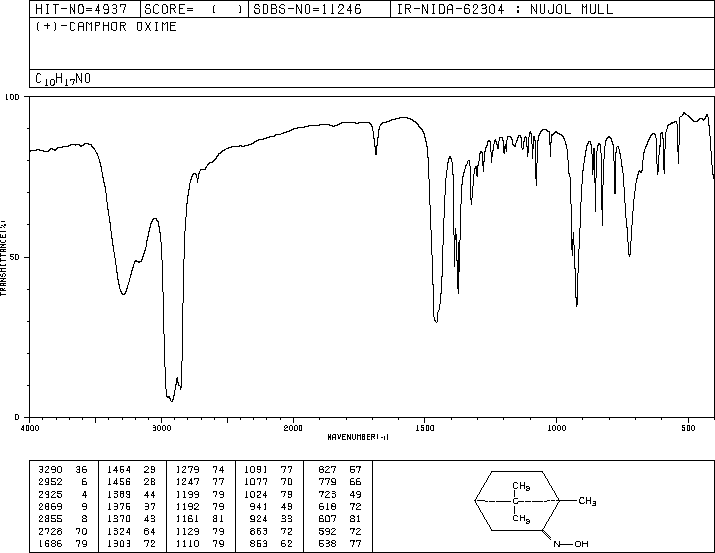 HIT-NO=4937 SCORE= ( ) SDBS-NO=11246 IR-NIDA-62304 : NUJOL MULL
(+)-CAMPHOR OXIME
C10H17NO
100
50
0
TRANSMITTANCE(%)
4000 3000 2000 1500 1000 500
WAVENUMBER(-1)
3290 36 1464 29 1279 74 1091 77 827 57
2952 6 1456 28 1247 77 1077 70 779 66
2925 4 1389 44 1199 79 1024 79 723 49
2869 9 1376 37 1192 79 941 49 618 72
2855 8 1370 43 1161 81 924 33 607 81
2728 70 1324 64 1129 79 863 72 592 72
1686 79 1303 72 1110 79 853 62 538 77
CH3
C
CH3
CH3
N—OH